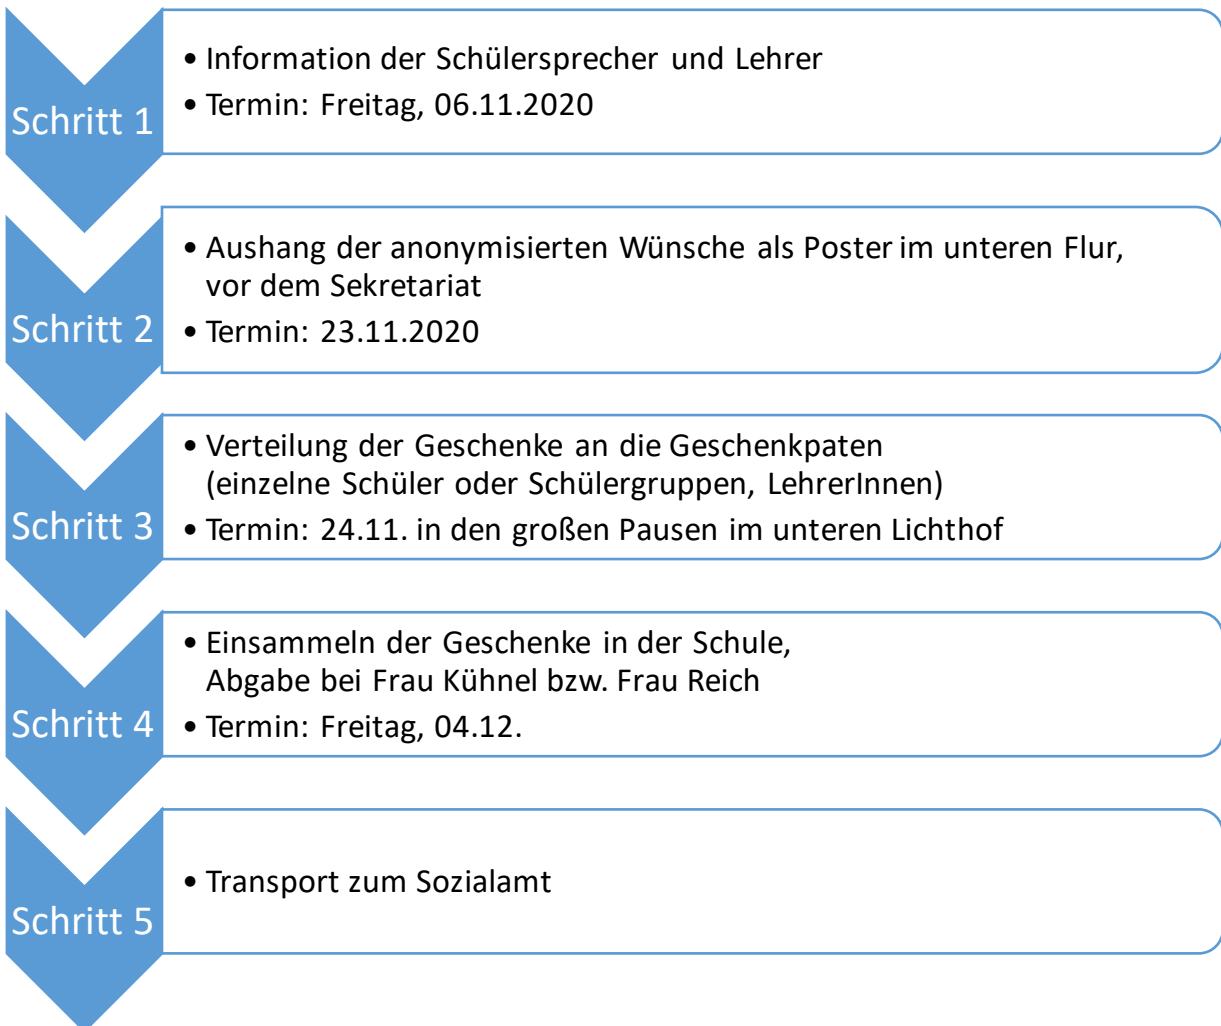 Schritt 1
• Information der Schülersprecher und Lehrer
• Termin: Freitag, 06.11.2020
Schritt 2
• Aushang der anonymisierten Wünsche als Poster im unteren Flur,
vor dem Sekretariat
• Termin: 23.11.2020
Schritt 3
• Verteilung der Geschenke an die Geschenkpaten
(einzelne Schüler oder Schülergruppen, LehrerInnen)
• Termin: 24.11. in den großen Pausen im unteren Lichthof
Schritt 4
• Einsammeln der Geschenke in der Schule,
Abgabe bei Frau Kühnel bzw. Frau Reich
• Termin: Freitag, 04.12.
Schritt 5
• Transport zum Sozialamt